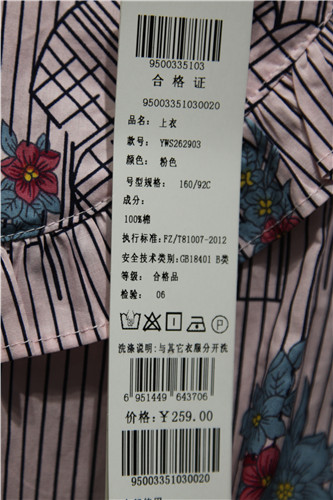 9500335103
合格证
95003351030020
品名：上衣
款号：YWS262903
颜色：粉色
号型规格：160/92C
成分：
100%棉
执行标准：FZ/T81007-2012
安全技术类别：GB18401 B类
等级：合格品
检验：06
洗涤说明：与其它衣服分开洗
6 951449 643706
价格：￥259.00
95003351030020